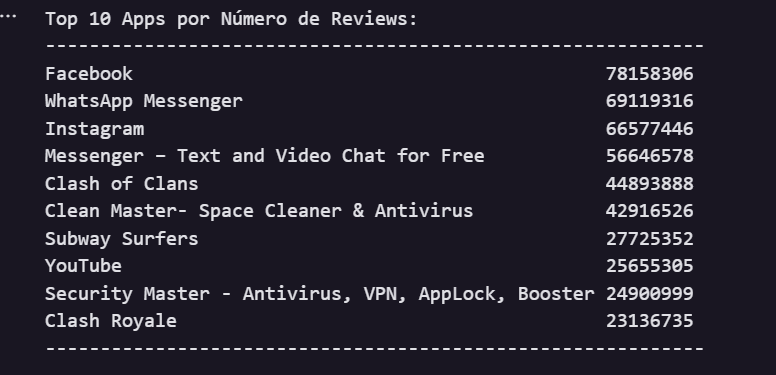 ...
Top 10 Apps por Número de Reviews:
------------------------------------------------------------
Facebook 78158306
WhatsApp Messenger 69119316
Instagram 66577446
Messenger – Text and Video Chat for Free 56646578
Clash of Clans 44893888
Clean Master- Space Cleaner & Antivirus 42916526
Subway Surfers 27725352
YouTube 25655305
Security Master - Antivirus, VPN, AppLock, Booster 24900999
Clash Royale 23136735
------------------------------------------------------------